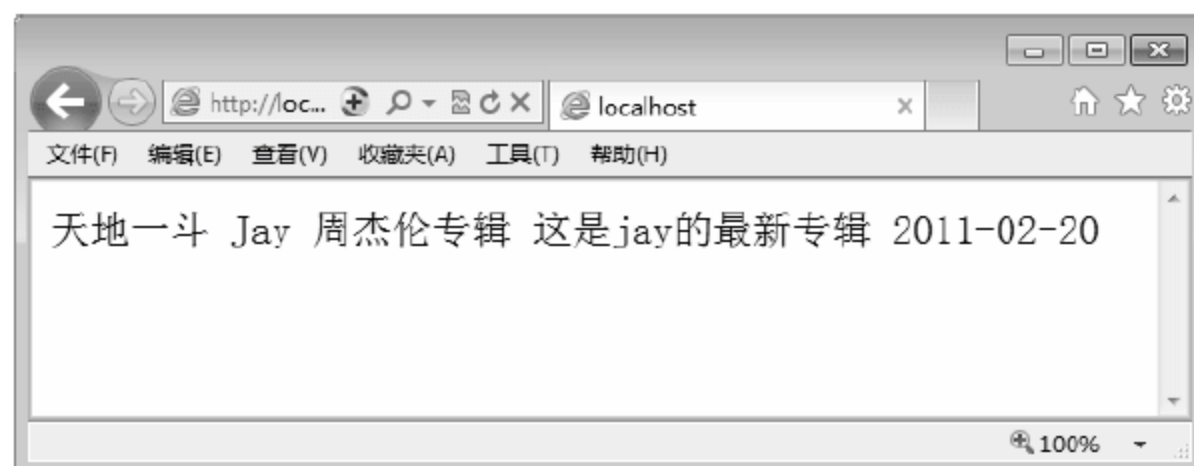 http://loc...
localhost
文件(F) 编辑(E) 查看(V) 收藏夹(A) 工具(T) 帮助(H)
天地一斗 Jay 周杰伦专辑 这是jay的最新专辑 2011-02-20
100%